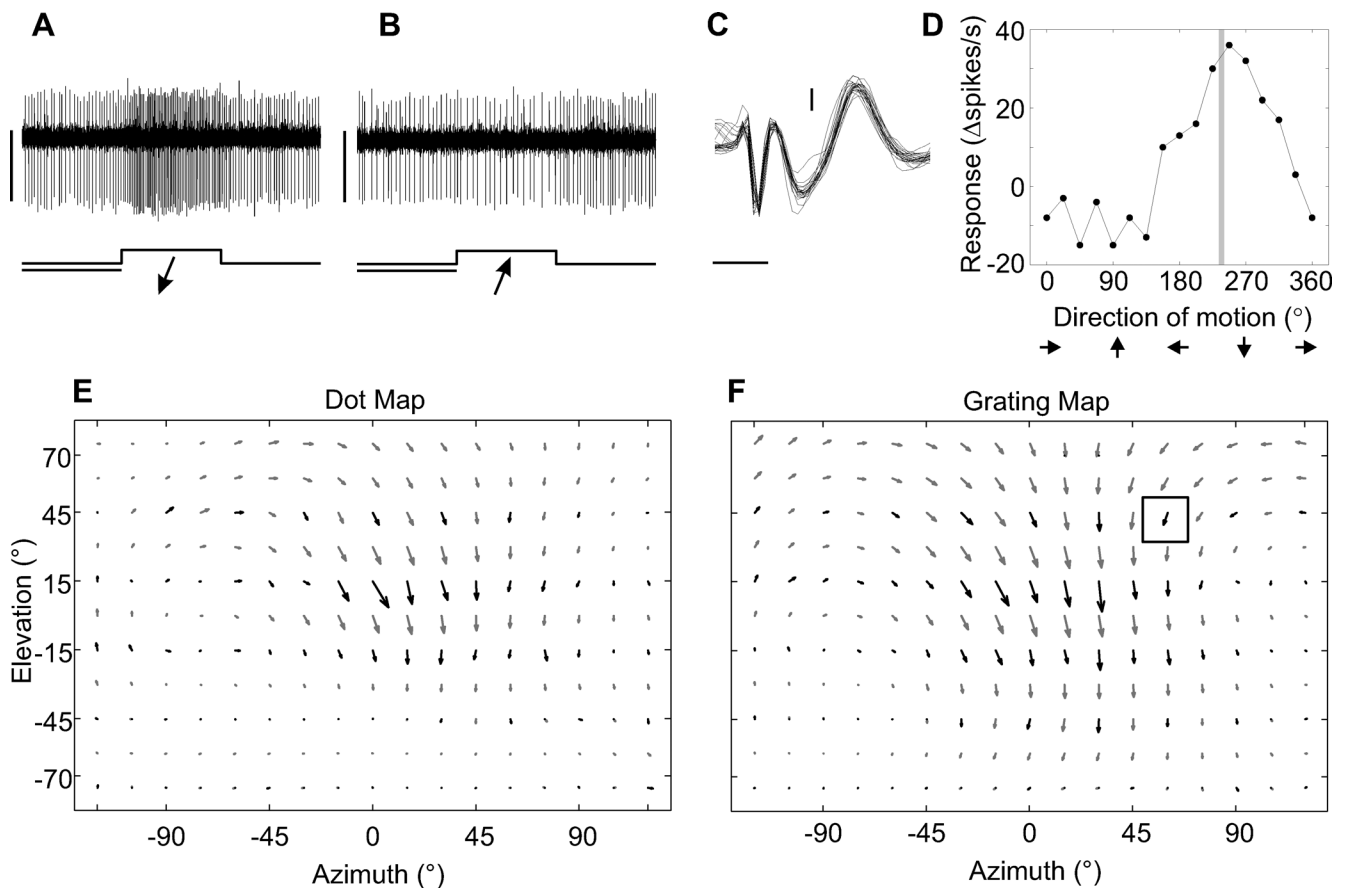 A
B
C
D
Response (Δspikes/s)
40
20
0
-20
0 90 180 270 360
Direction of motion (°)
E
Dot Map
F
Grating Map
Elevation (°)
70
45
15
-15
-45
-70
-90 -45 0 45 90
Azimuth (°)
-90 -45 0 45 90
Azimuth (°)